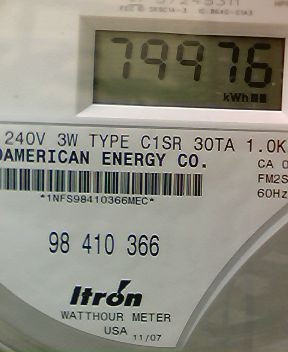 79976
kWh
240V 3W TYPE C1SR 30TA 1.0K
AMERICAN ENERGY CO.
CA
*1NFS98410366MEC*
FM2S
60Hz
98 410 366
Itrón
WATTHOUR METER
USA 11/07